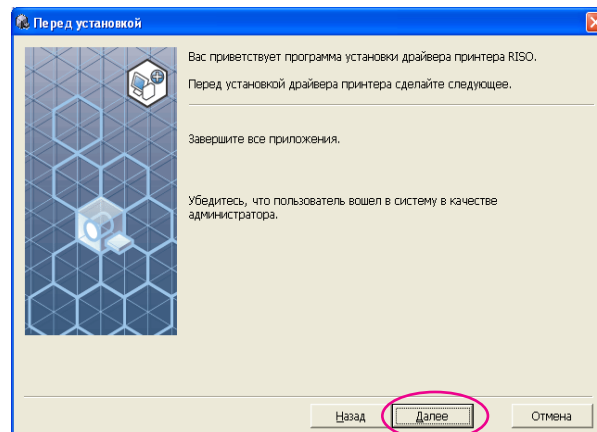 Перед установкой
Вас приветствует программа установки драйвера принтера RISO.
Перед установкой драйвера принтера сделайте следующее.
Завершите все приложения.
Убедитесь, что пользователь вошел в систему в качестве
администратора.
Назад Далее Отмена